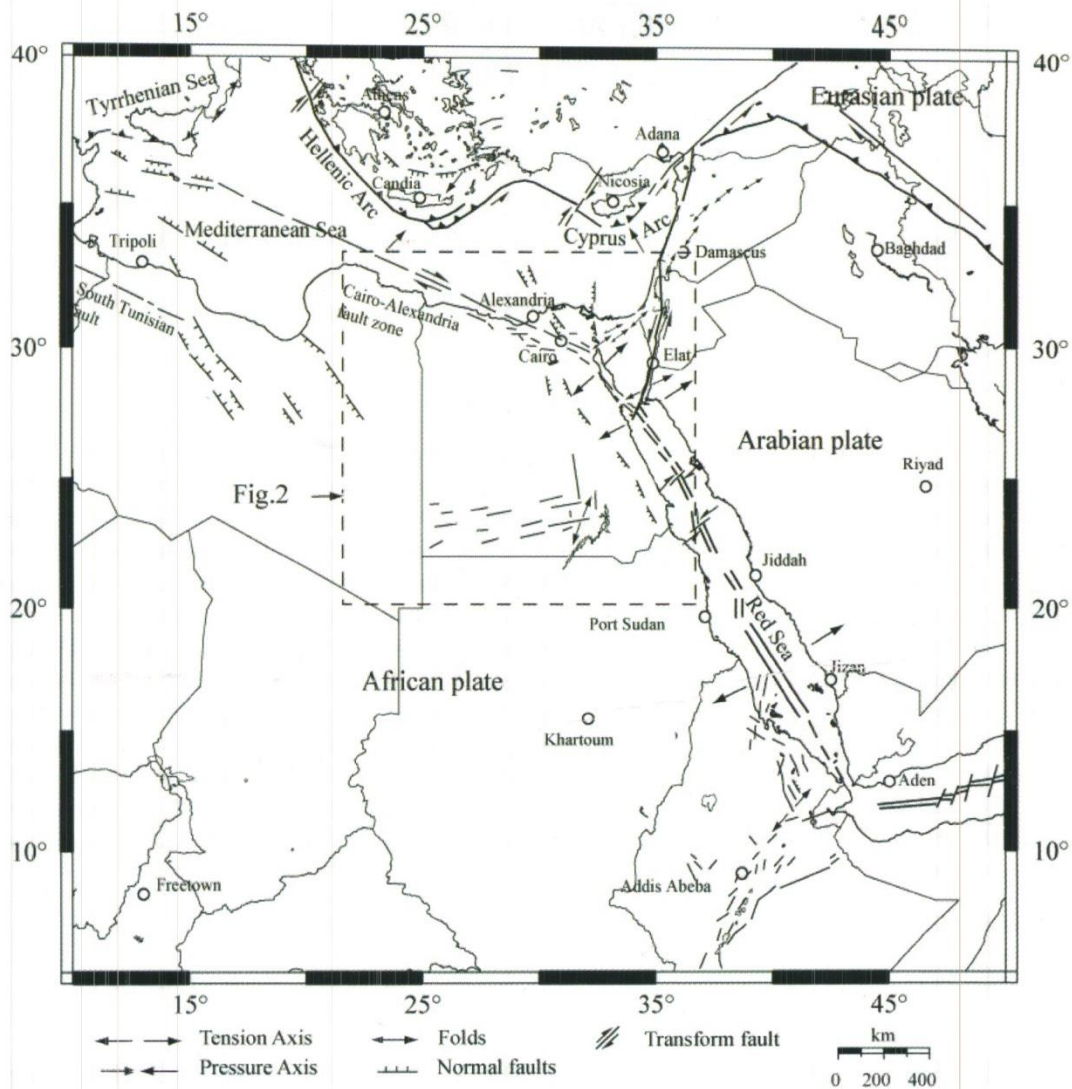 15° 25° 35° 45°
40° 40°
Tyrrhenian Sea
Athens
Eurasian plate
Adana
Hellenic Arc
Candia
Nicosia
Mediterranean Sea
Cyprus Arc
Tripoli
Damascus
Baghdad
South Tunisian
fault
Cairo-Alexandria
fault zone
Alexandria
30° 30°
Cairo
Elat
Arabian plate
Riyad
Fig.2
Jiddah
20° 20°
Port Sudan
Red Sea
African plate
Jizan
Khartoum
Aden
10° 10°
Freetown
Addis Abeba
15° 25° 35° 45°
Tension Axis Folds Transform fault km
Pressure Axis Normal faults
0 200 400